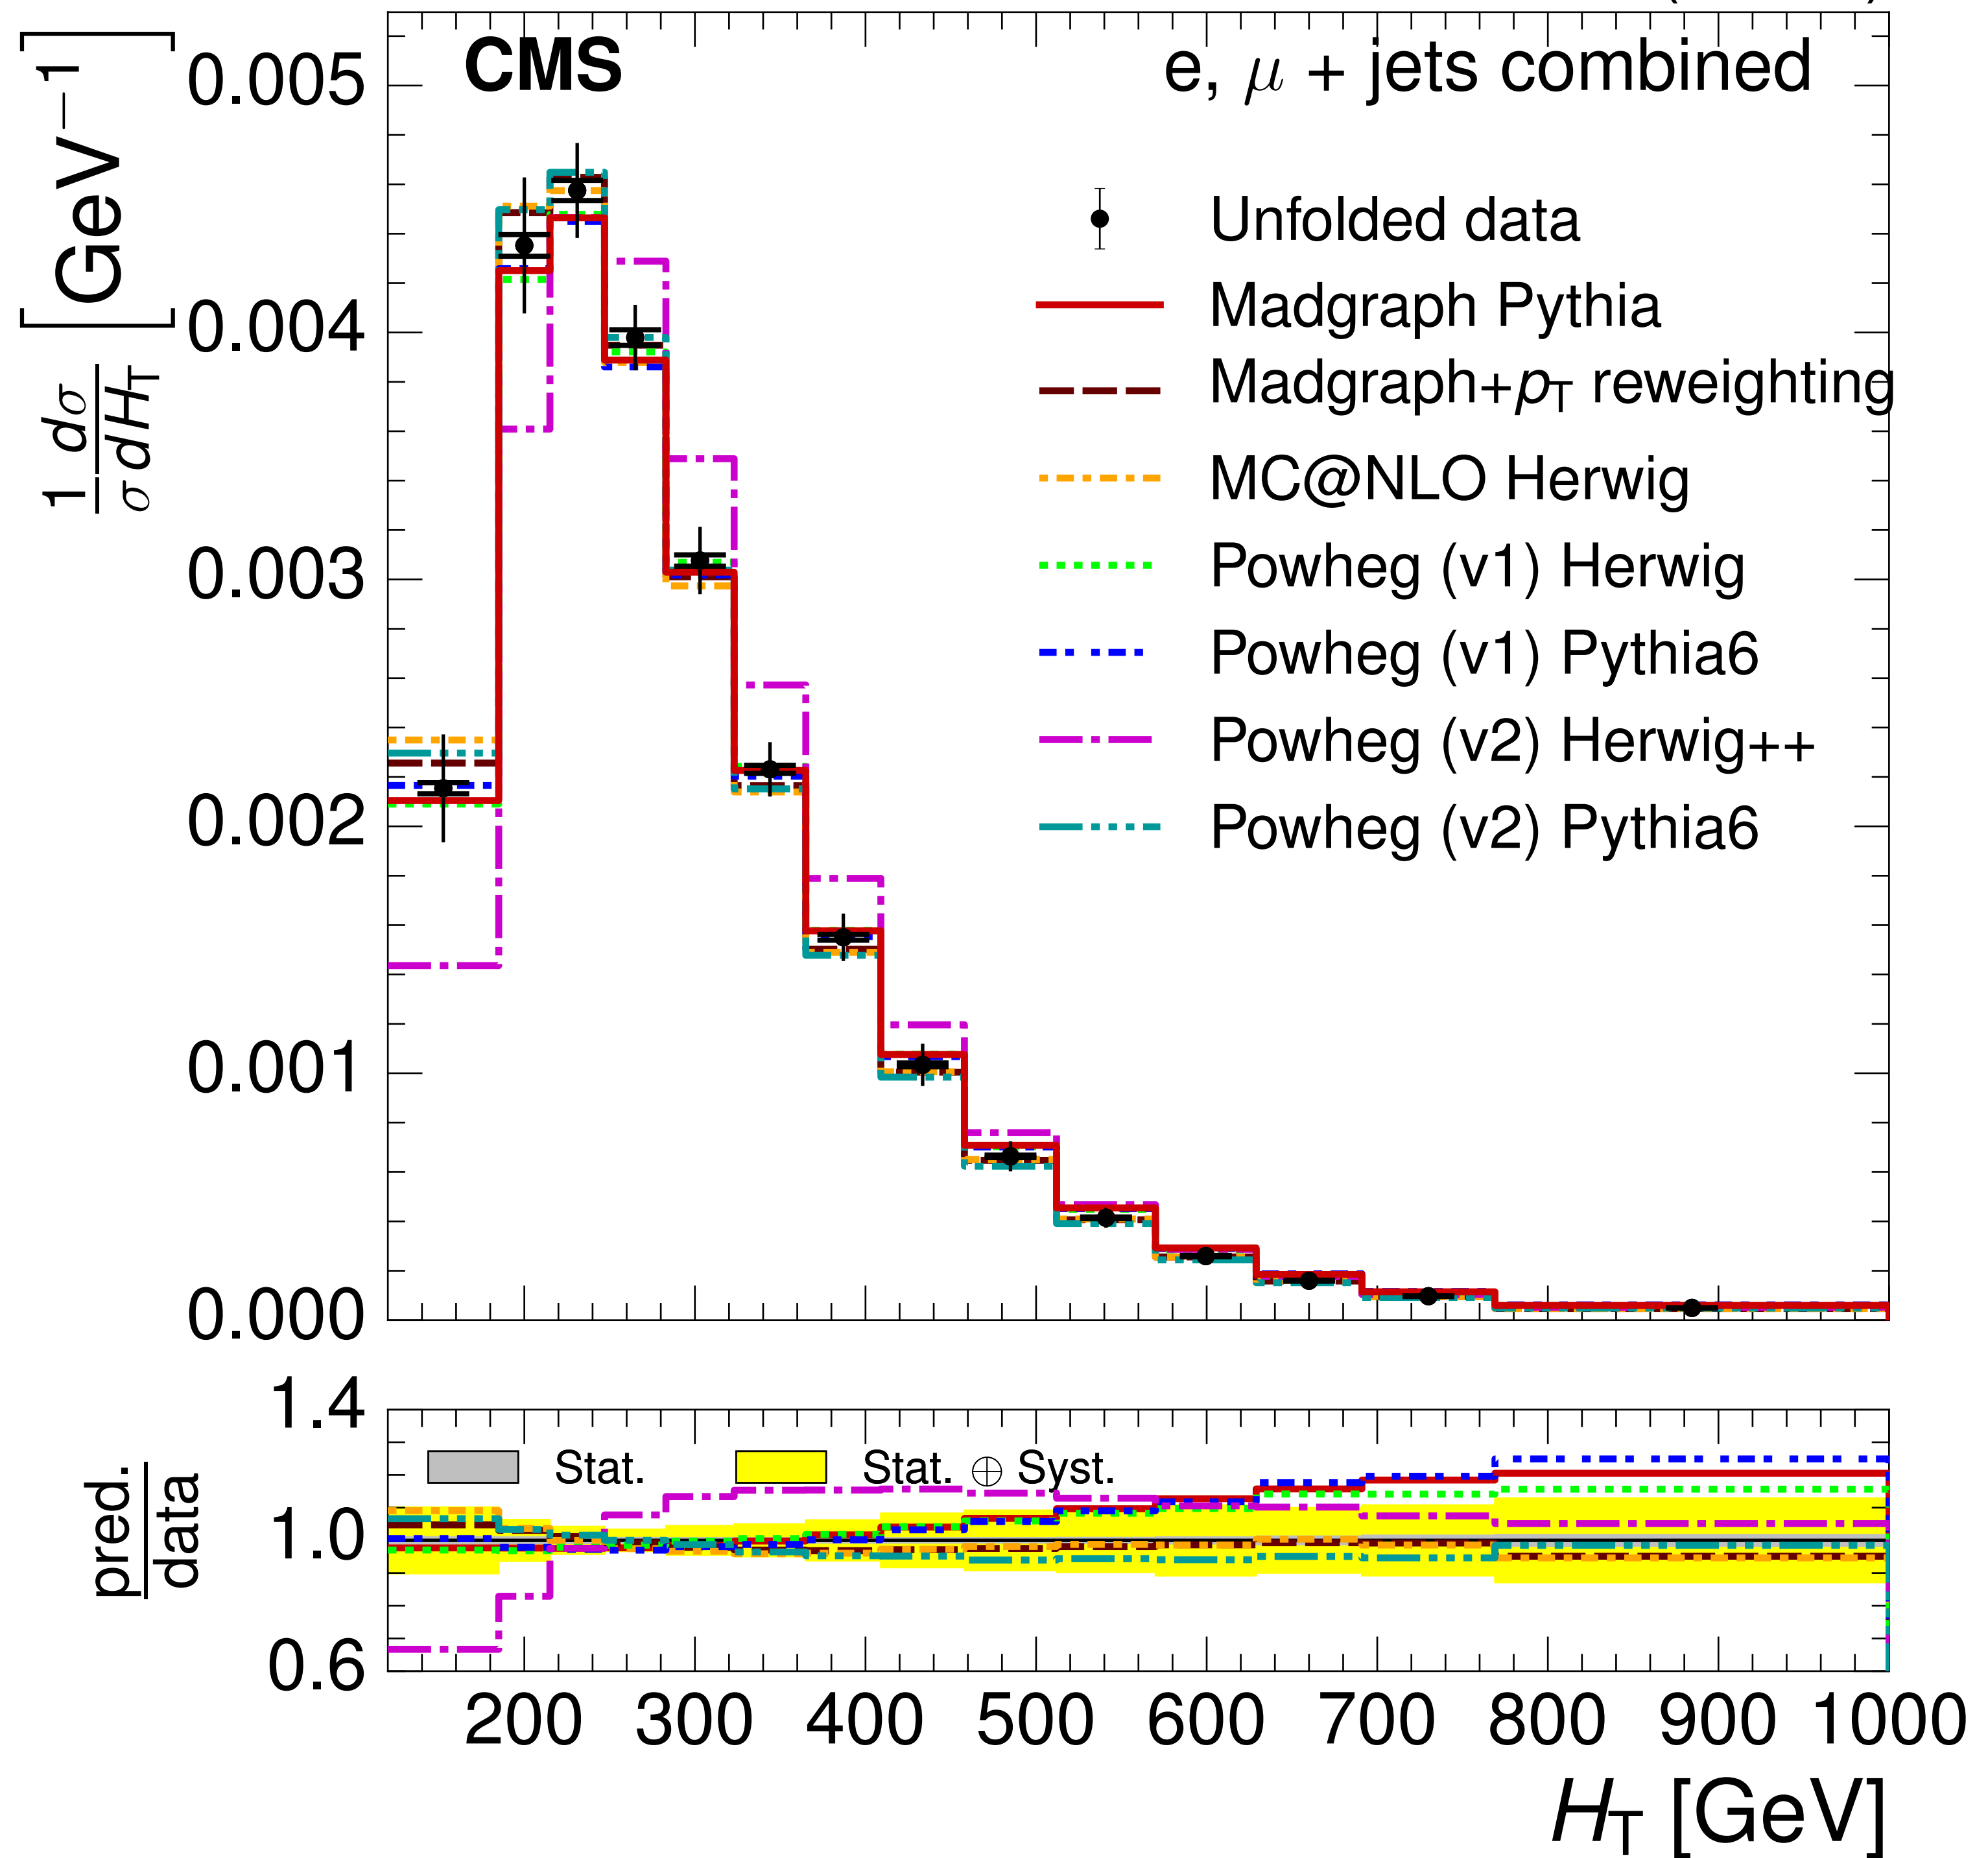 CMS
e, μ + jets combined
1/σ dσ/dH_T [GeV⁻¹]
0.005
0.004
0.003
0.002
0.001
0.000
Unfolded data
Madgraph Pythia
Madgraph+p_T reweighting
MC@NLO Herwig
Powheg (v1) Herwig
Powheg (v1) Pythia6
Powheg (v2) Herwig++
Powheg (v2) Pythia6
pred./data
1.4
1.0
0.6
Stat.
Stat. ⊕ Syst.
200 300 400 500 600 700 800 900 1000
H_T [GeV]